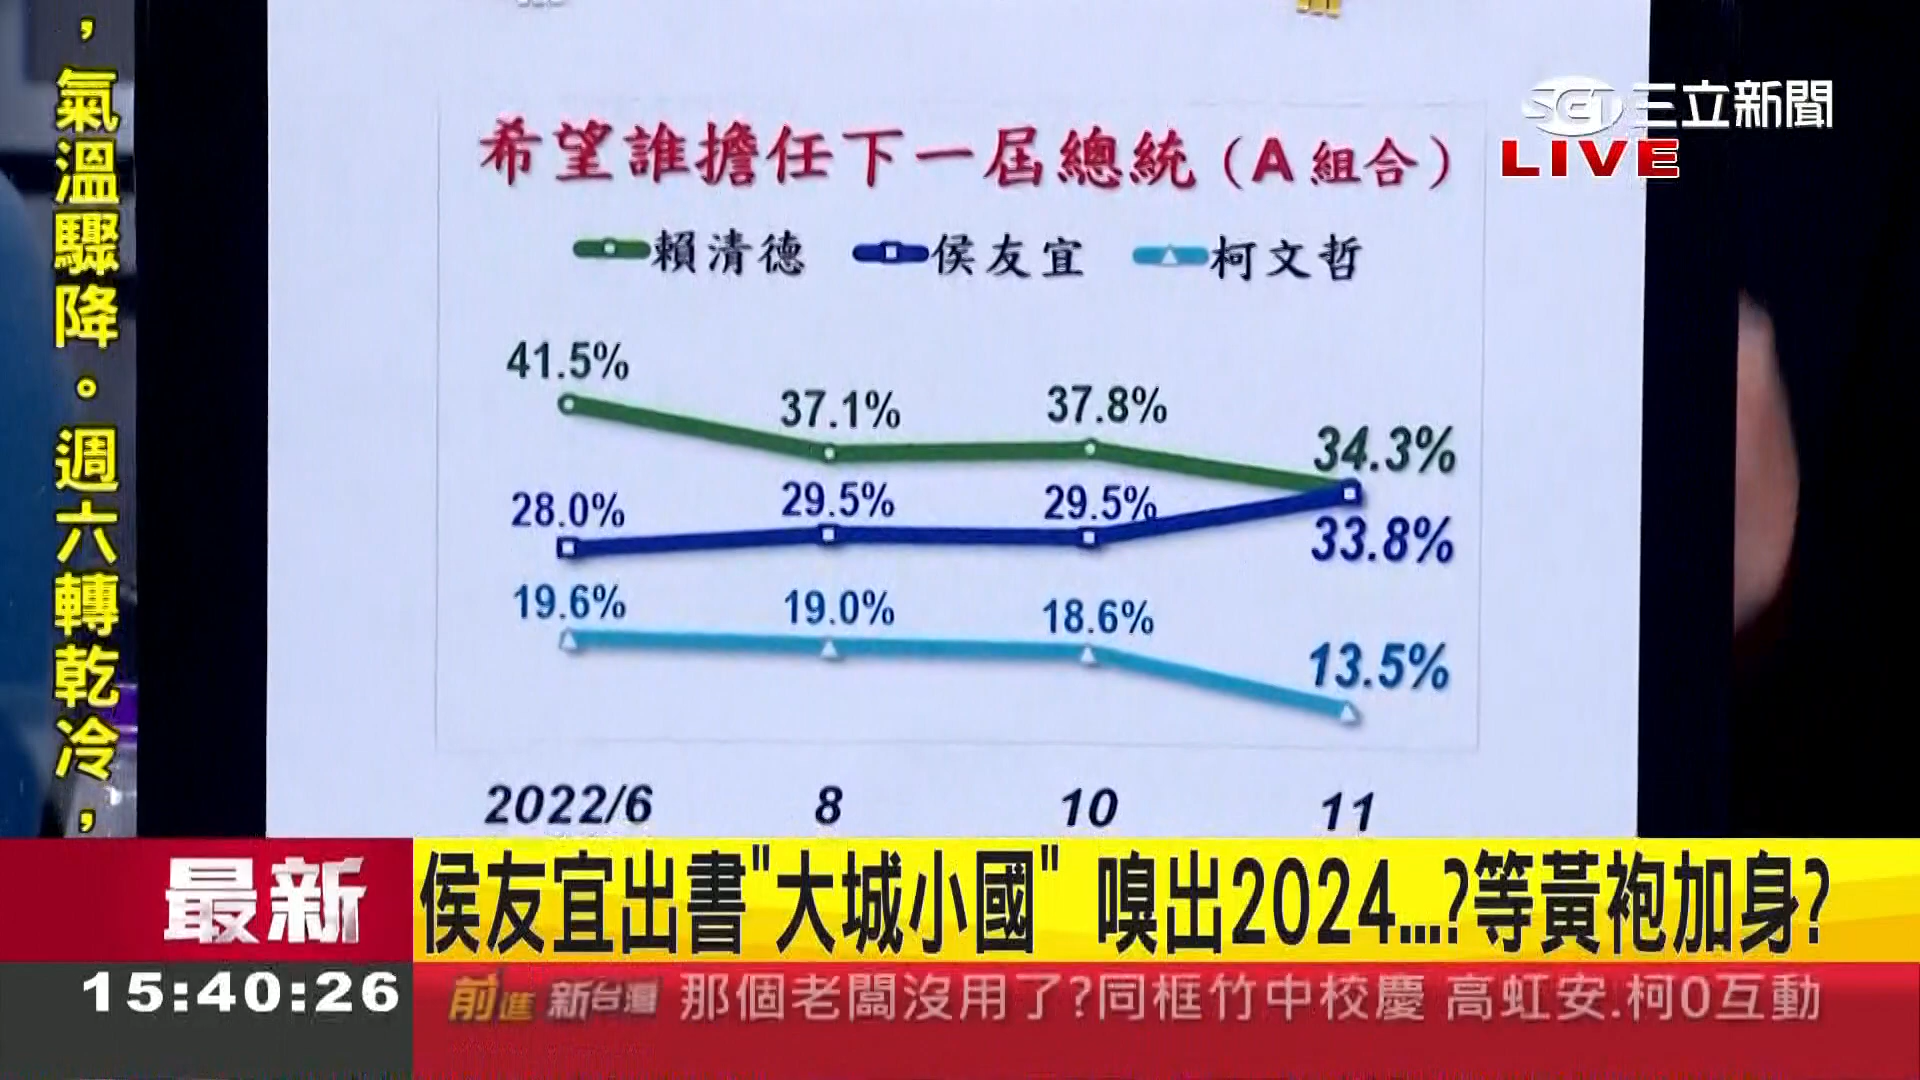 ，氣溫驟降。週六轉乾冷，
SET三立新聞
LIVE
希望誰擔任下一屆總統（A組合）
賴清德 侯友宜 柯文哲
41.5% 37.1% 37.8% 34.3%
28.0% 29.5% 29.5% 33.8%
19.6% 19.0% 18.6% 13.5%
2022/6 8 10 11
最新 侯友宜出書"大城小國" 嗅出2024...?等黃袍加身?
15:40:26 前進新台灣 那個老闆沒用了?同框竹中校慶 高虹安.柯0互動